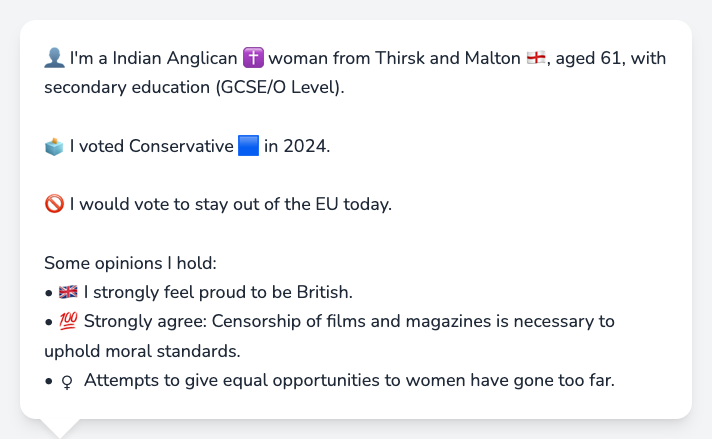 👤 I'm a Indian Anglican ✝️ woman from Thirsk and Malton 🏴󠁧󠁢󠁥󠁮󠁧󠁿, aged 61, with
secondary education (GCSE/O Level).
🗳️ I voted Conservative 🟦 in 2024.
🚫 I would vote to stay out of the EU today.
Some opinions I hold:
• 🇬🇧 I strongly feel proud to be British.
• 💯 Strongly agree: Censorship of films and magazines is necessary to
uphold moral standards.
• ♀ Attempts to give equal opportunities to women have gone too far.